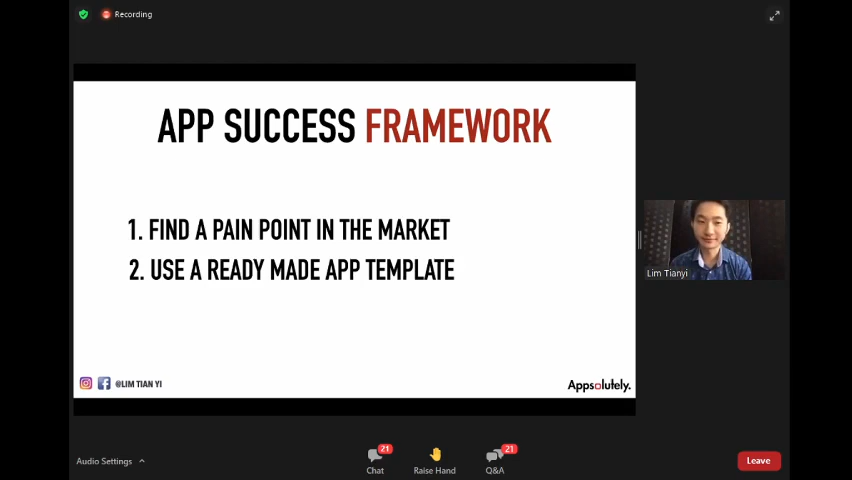 Recording
APP SUCCESS FRAMEWORK
1. FIND A PAIN POINT IN THE MARKET
2. USE A READY MADE APP TEMPLATE
Lim Tianyi
@LIM TIAN YI
Appsolutely.
21
21
Audio Settings
Chat
Raise Hand
Q&A
Leave